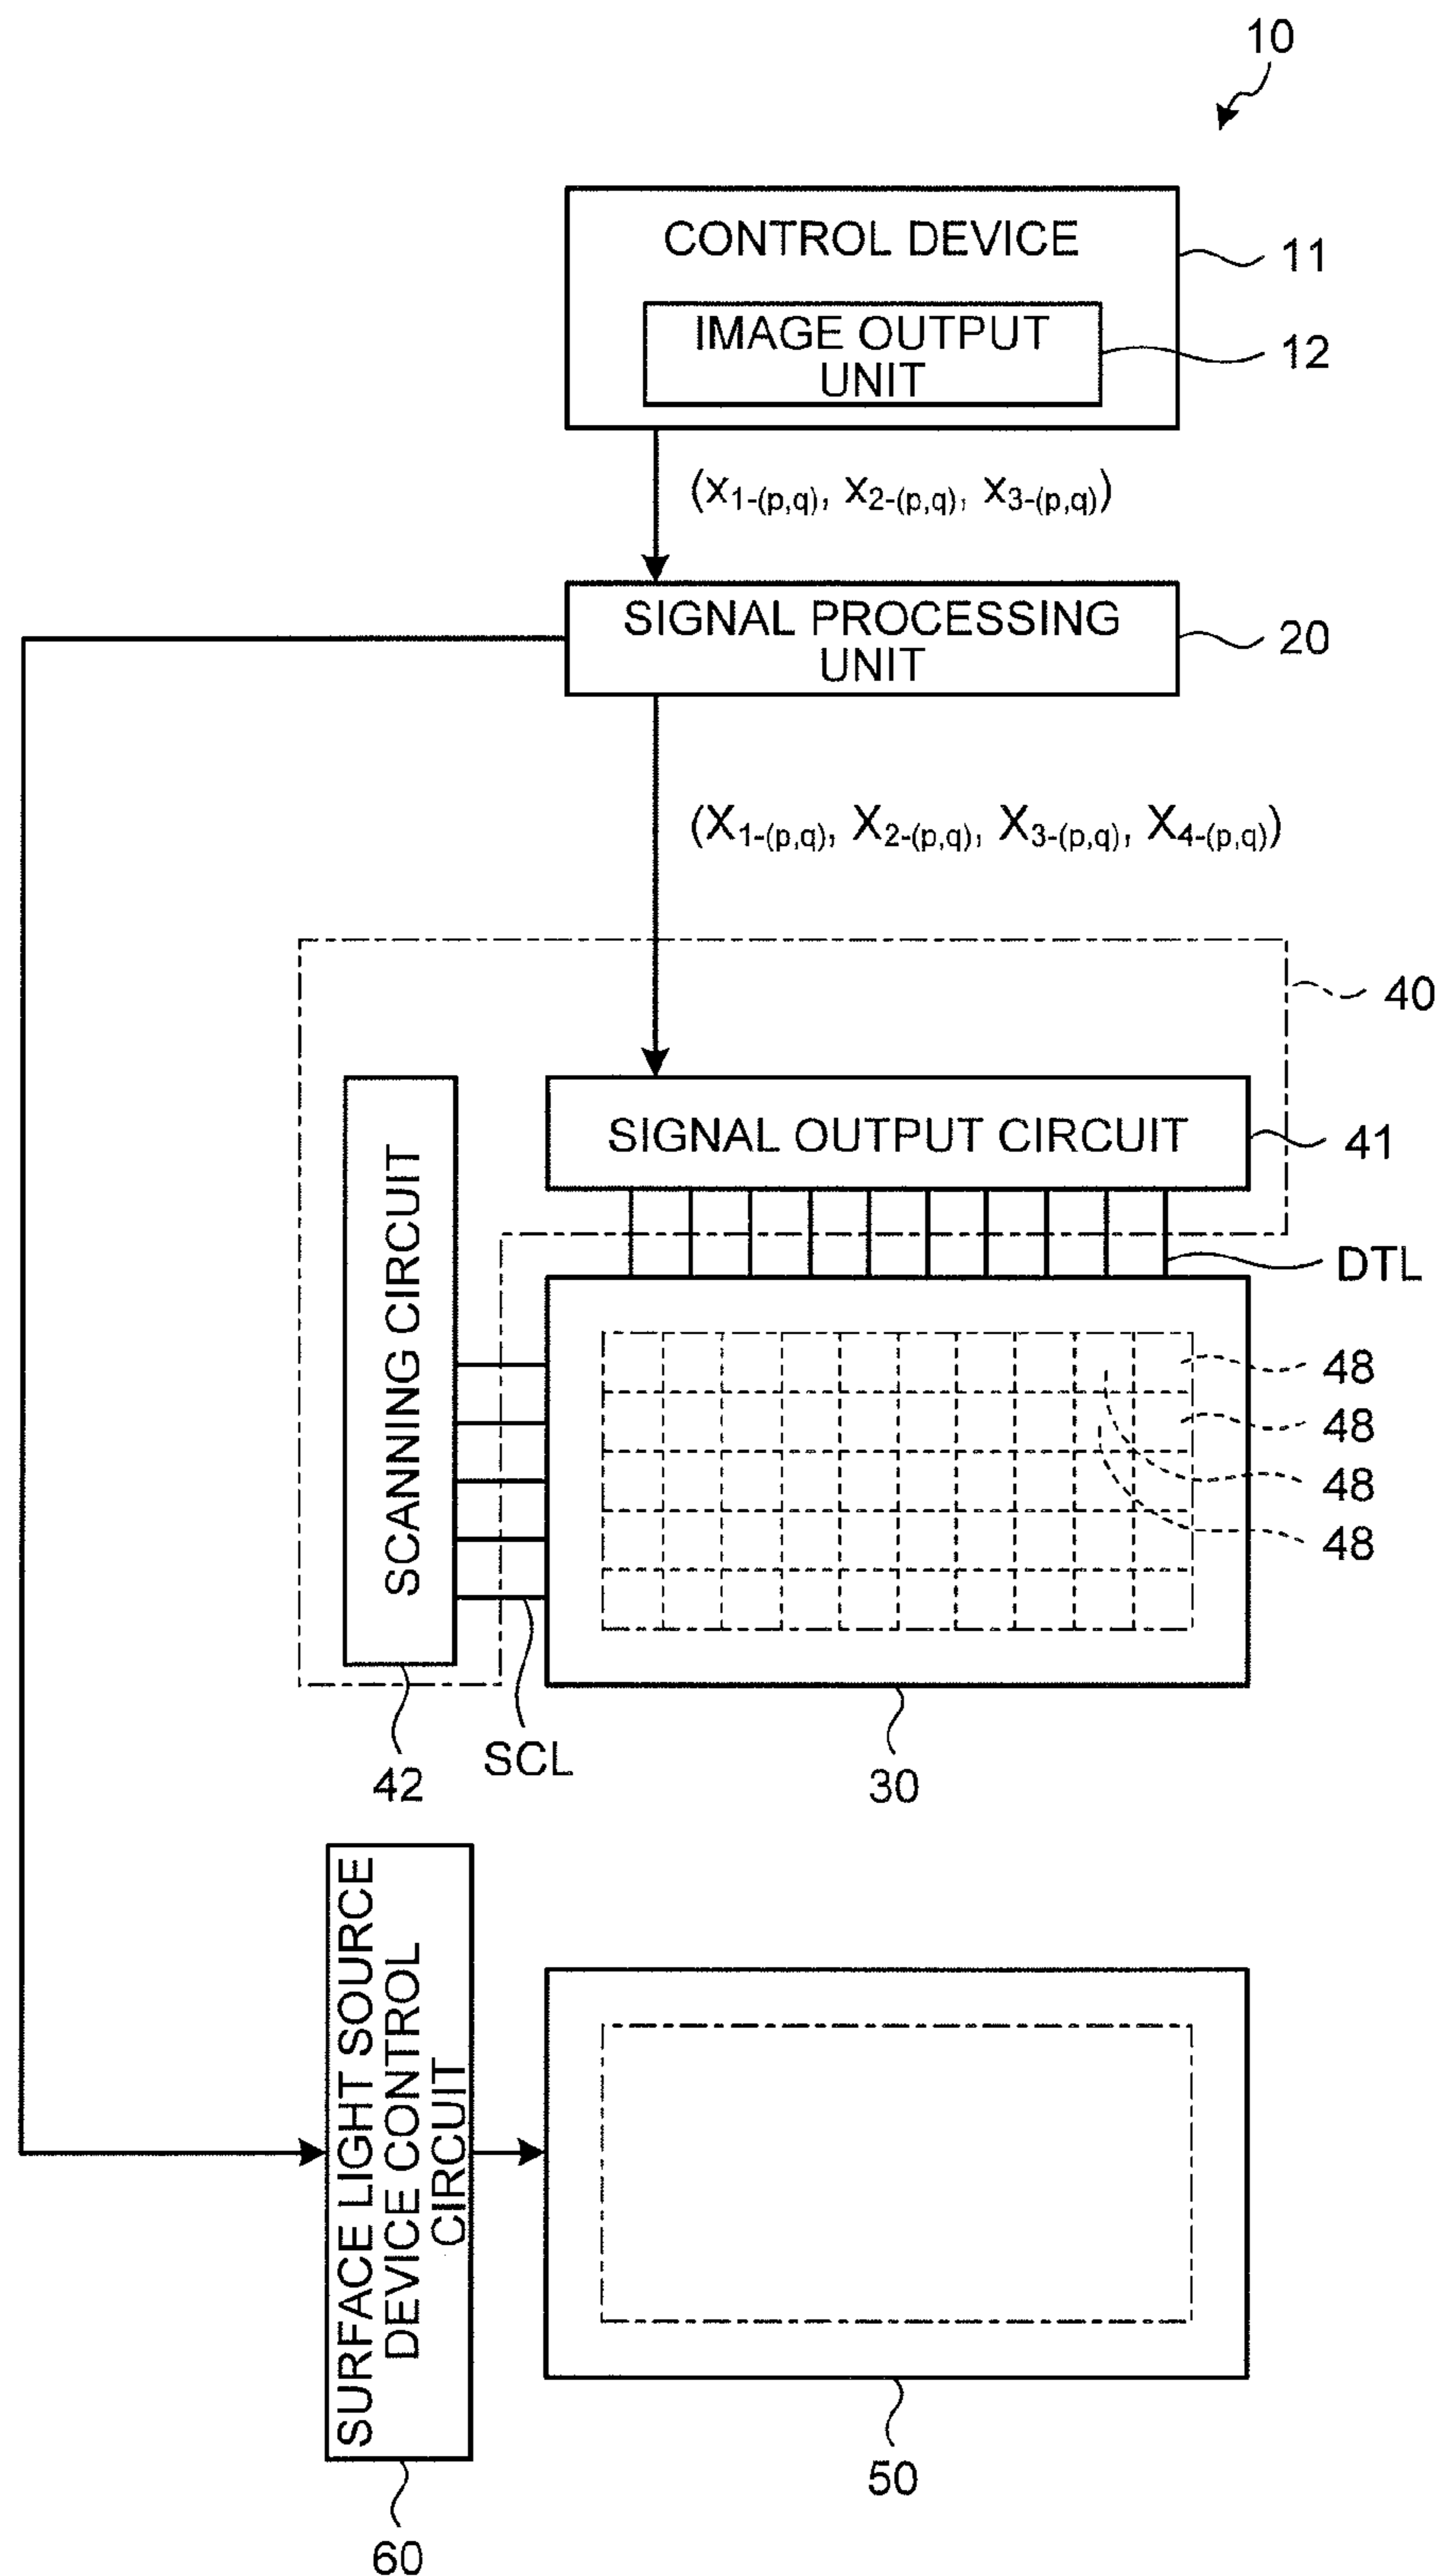 10
CONTROL DEVICE
11
IMAGE OUTPUT
UNIT
12
(x1-(p,q), x2-(p,q), x3-(p,q))
SIGNAL PROCESSING
UNIT
20
(X1-(p,q), X2-(p,q), X3-(p,q), X4-(p,q))
40
SIGNAL OUTPUT CIRCUIT
41
SCANNING CIRCUIT
DTL
48
48
48
48
SCL
42
30
SURFACE LIGHT SOURCE
DEVICE CONTROL
CIRCUIT
50
60